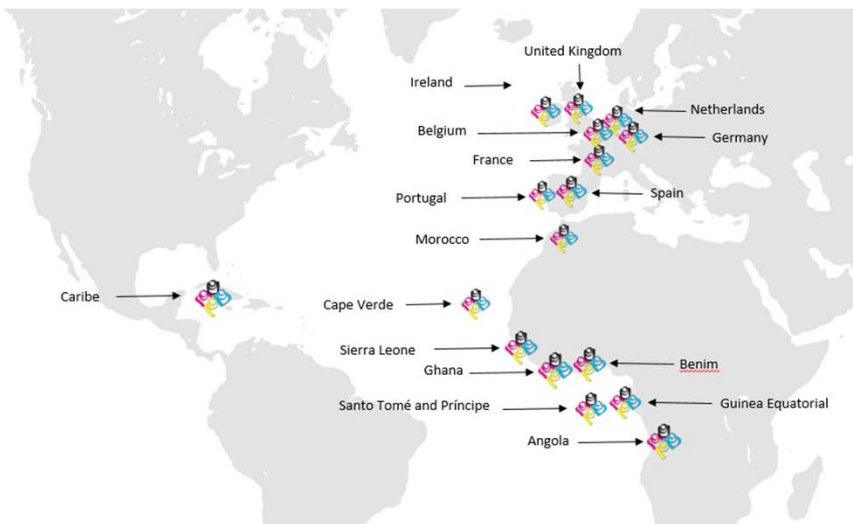 United Kingdom
Ireland
Netherlands
Belgium
Germany
France
Portugal
Spain
Morocco
Caribe
Cape Verde
Sierra Leone
Ghana
Benim
Santo Tomé and Príncipe
Guinea Equatorial
Angola